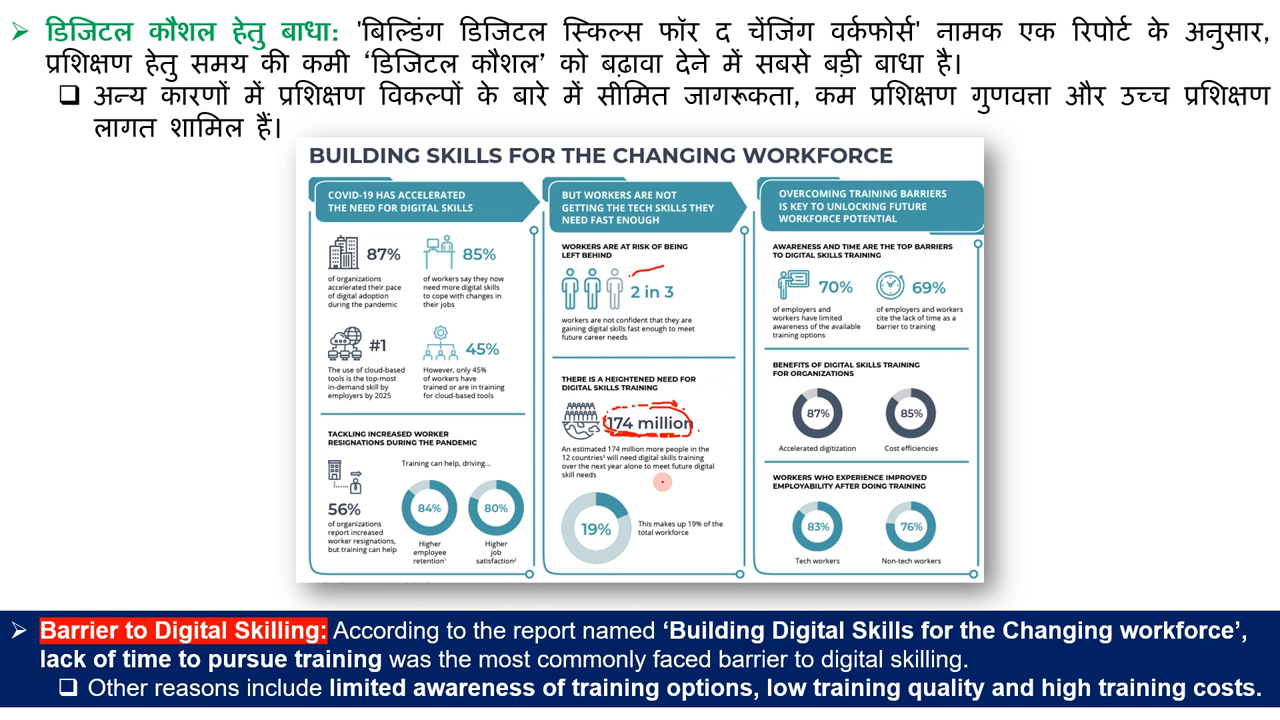 डिजिटल कौशल हेतु बाधा: 'बिल्डिंग डिजिटल स्किल्स फॉर द चेंजिंग वर्कफोर्स' नामक एक रिपोर्ट के अनुसार,
प्रशिक्षण हेतु समय की कमी ‘डिजिटल कौशल’ को बढ़ावा देने में सबसे बड़ी बाधा है।
अन्य कारणों में प्रशिक्षण विकल्पों के बारे में सीमित जागरूकता, कम प्रशिक्षण गुणवत्ता और उच्च प्रशिक्षण
लागत शामिल हैं।
BUILDING SKILLS FOR THE CHANGING WORKFORCE
COVID-19 HAS ACCELERATED
THE NEED FOR DIGITAL SKILLS
87%
of organizations
accelerated their pace
of digital adoption
during the pandemic
85%
of workers say they now
need more digital skills
to cope with changes in
their jobs
#1
The use of cloud-based
tools is the top-most
in-demand skill by
employers by 2025
45%
However, only 45%
of workers have
trained or are in training
for cloud-based tools
TACKLING INCREASED WORKER
RESIGNATIONS DURING THE PANDEMIC
56%
of organizations
report increased
worker resignations,
but training can help
Training can help, driving...
84%
Higher
employee
retention¹
80%
Higher
job
satisfaction²
BUT WORKERS ARE NOT
GETTING THE TECH SKILLS THEY
NEED FAST ENOUGH
WORKERS ARE AT RISK OF BEING
LEFT BEHIND
2 in 3
workers are not confident that they are
gaining digital skills fast enough to meet
future career needs
THERE IS A HEIGHTENED NEED FOR
DIGITAL SKILLS TRAINING
174 million
An estimated 174 million more people in the
12 countries³ will need digital skills training
over the next year alone to meet future digital
skill needs
19%
This makes up 19% of the
total workforce
OVERCOMING TRAINING BARRIERS
IS KEY TO UNLOCKING FUTURE
WORKFORCE POTENTIAL
AWARENESS AND TIME ARE THE TOP BARRIERS
TO DIGITAL SKILLS TRAINING
70%
of employers and
workers have limited
awareness of the available
training options
69%
of employers and workers
cite the lack of time as a
barrier to training
BENEFITS OF DIGITAL SKILLS TRAINING
FOR ORGANIZATIONS
87%
Accelerated digitization
85%
Cost efficiencies
WORKERS WHO EXPERIENCE IMPROVED
EMPLOYABILITY AFTER DOING TRAINING
83%
Tech workers
76%
Non-tech workers
Barrier to Digital Skilling: According to the report named ‘Building Digital Skills for the Changing workforce’,
lack of time to pursue training was the most commonly faced barrier to digital skilling.
Other reasons include limited awareness of training options, low training quality and high training costs.